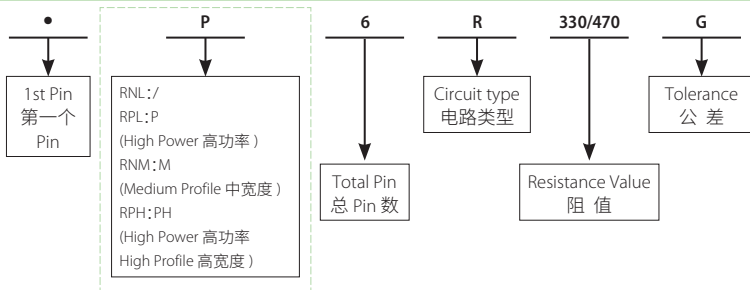 • P 6 R 330/470 G
1st Pin
第一个
Pin
RNL:/
RPL:P
(High Power 高功率 )
RNM:M
(Medium Profile 中宽度 )
RPH:PH
(High Power 高功率
High Profile 高宽度 )
Total Pin
总 Pin 数
Circuit type
电路类型
Resistance Value
阻 值
Tolerance
公 差